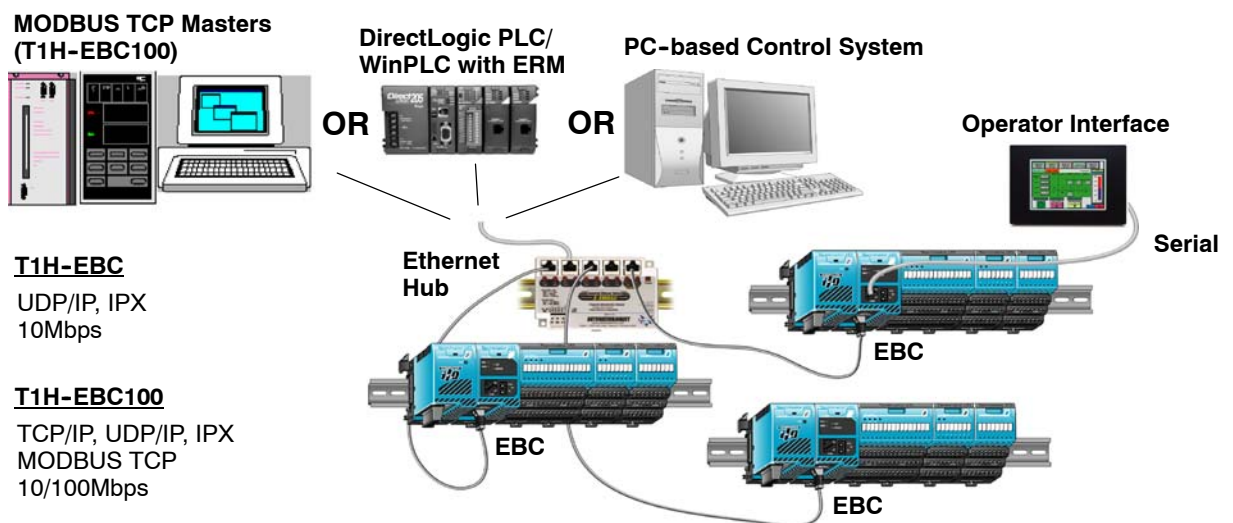 MODBUS TCP Masters
(T1H-EBC100)
DirectLogic PLC/
WinPLC with ERM
PC-based Control System
OR
OR
Operator Interface
Direct
205
Serial
Ethernet
Hub
T1H-EBC
UDP/IP, IPX
10Mbps
EBC
T1H-EBC100
TCP/IP, UDP/IP, IPX
MODBUS TCP
10/100Mbps
EBC
EBC